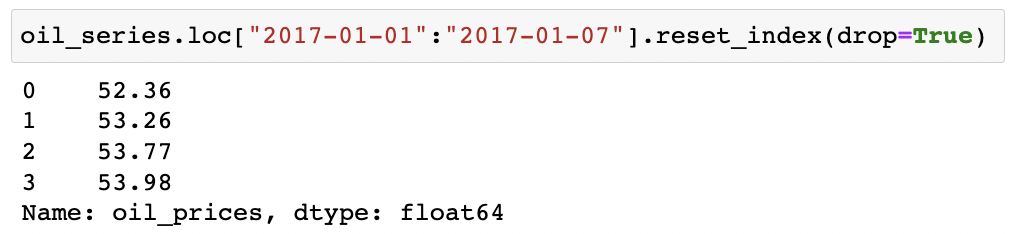 oil_series.loc["2017-01-01":"2017-01-07"].reset_index(drop=True)
0    52.36
1    53.26
2    53.77
3    53.98
Name: oil_prices, dtype: float64